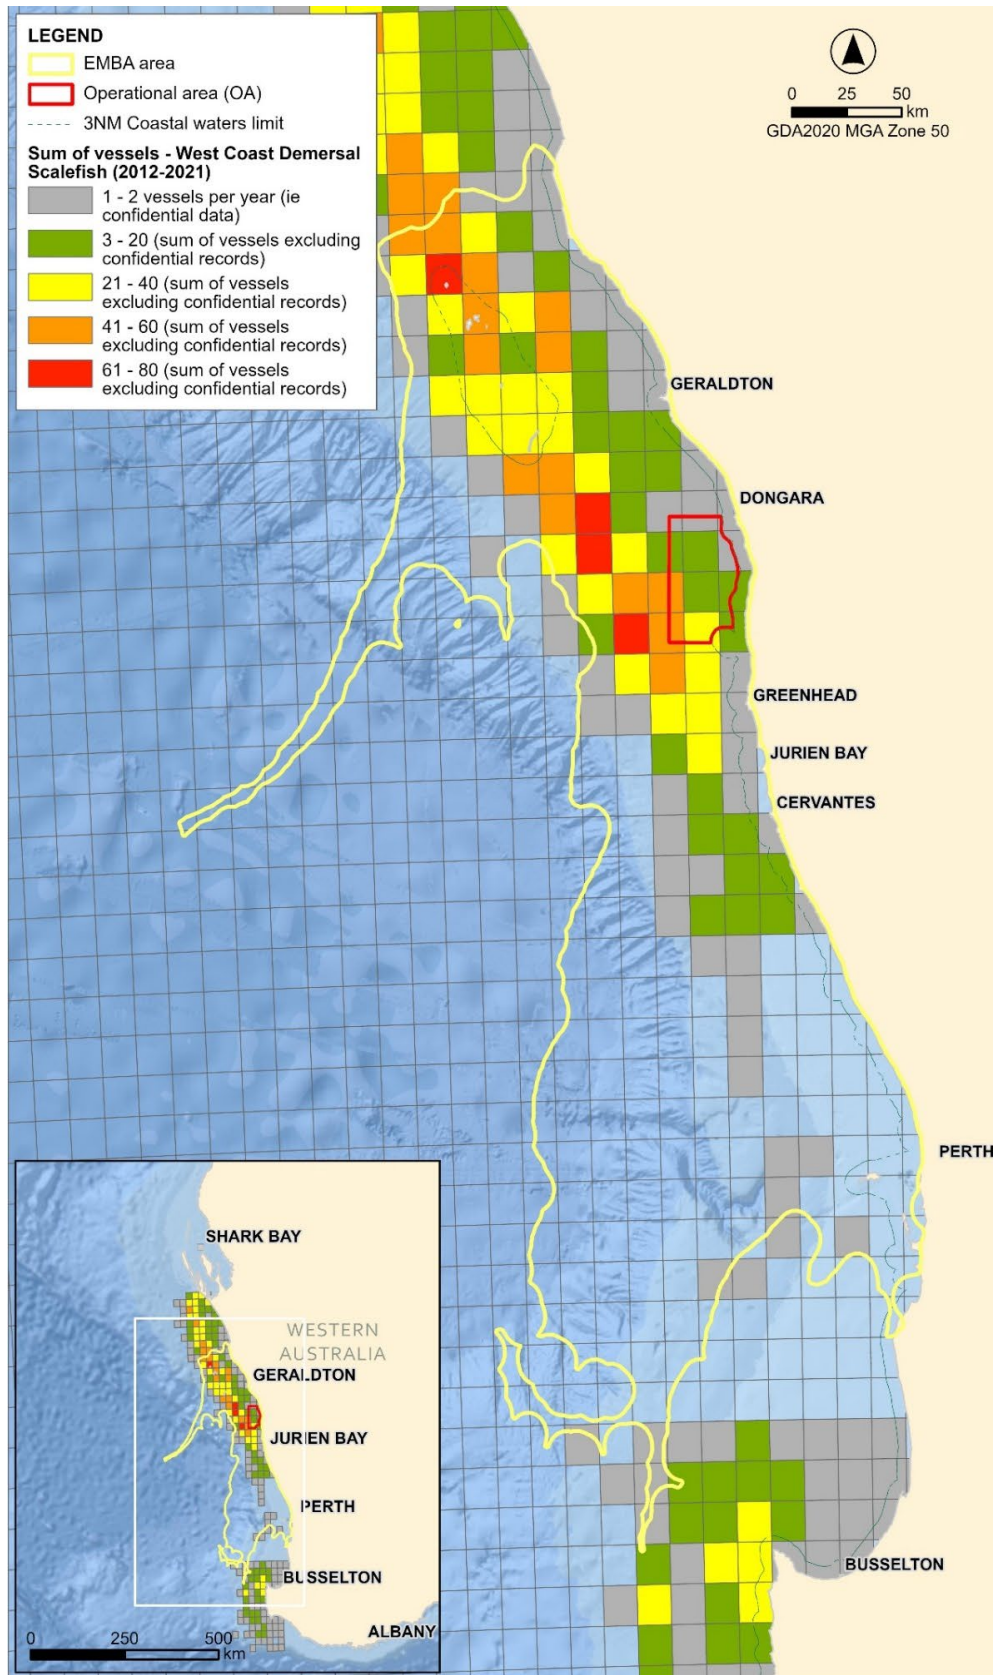 LEGEND
EMBA area
Operational area (OA)
3NM Coastal waters limit
Sum of vessels - West Coast Demersal
Scalefish (2012-2021)
1 - 2 vessels per year (ie
confidential data)
3 - 20 (sum of vessels excluding
confidential records)
21 - 40 (sum of vessels
excluding confidential records)
41 - 60 (sum of vessels
excluding confidential records)
61 - 80 (sum of vessels
excluding confidential records)
0 25 50
km
GDA2020 MGA Zone 50
GERALDTON
DONGARA
GREENHEAD
JURIEN BAY
CERVANTES
PERTH
BUSSELTON
SHARK BAY
WESTERN
AUSTRALIA
GERALDTON
JURIEN BAY
PERTH
BUSSELTON
ALBANY
0 250 500
km